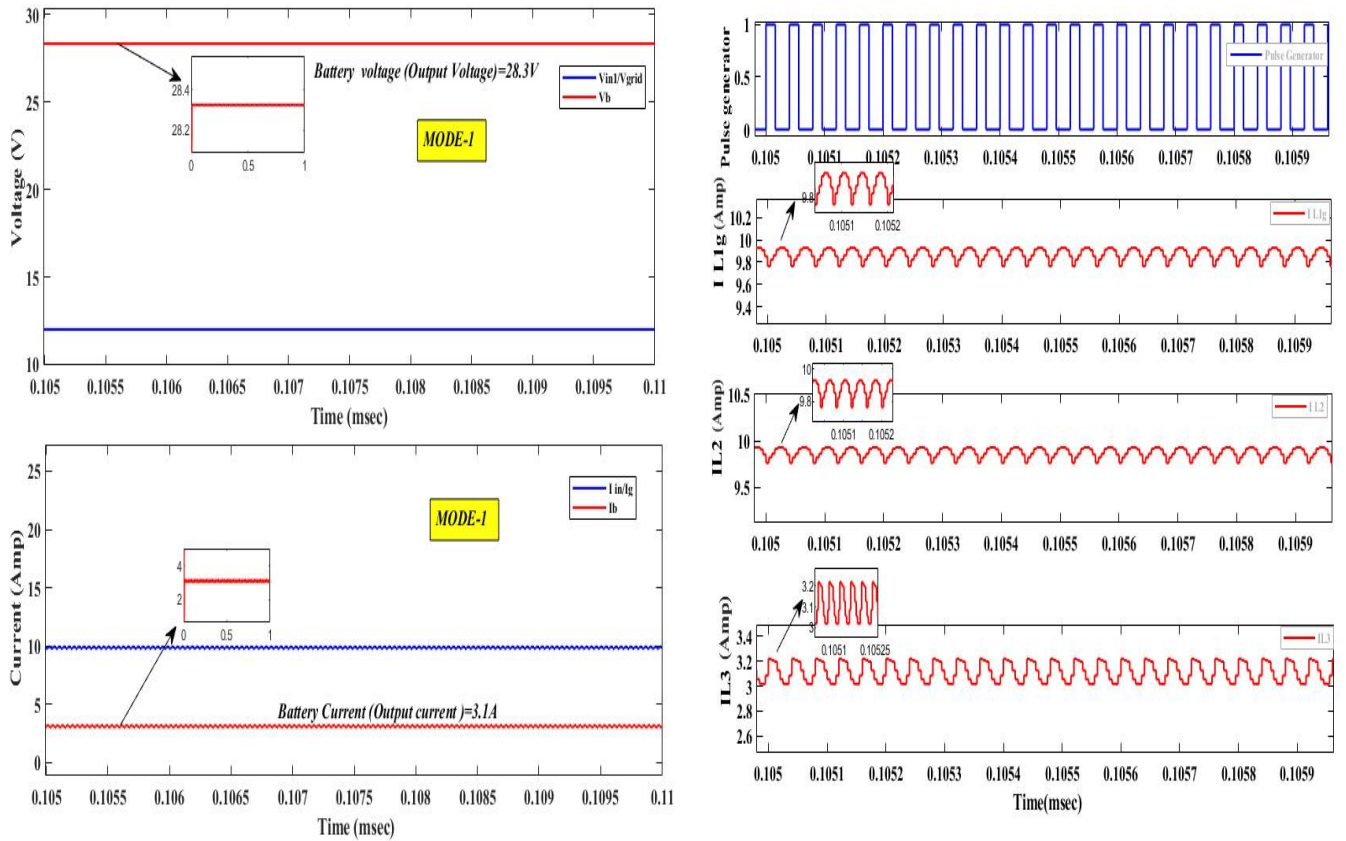 30
25
20
15
10
Voltage (V)
28.4
28.2
0 0.5 1
Battery voltage (Output Voltage)=28.3V
Vin1/Vgrid
Vb
MODE-1
0.105 0.1055 0.106 0.1065 0.107 0.1075 0.108 0.1085 0.109 0.1095 0.11
Time (msec)
25
20
15
10
5
0
Current (Amp)
4
2
0 0.5 1
I in/Ig
Ib
MODE-1
Battery Current (Output current )=3.1A
0.105 0.1055 0.106 0.1065 0.107 0.1075 0.108 0.1085 0.109 0.1095 0.11
Time (msec)
1
0.5
0
Pulse generator
Pulse Generator
0.105 0.1051 0.1052 0.1053 0.1054 0.1055 0.1056 0.1057 0.1058 0.1059
9.8
0.1051 0.1052
10.2
10
9.8
9.6
9.4
I L1g (Amp)
I L1g
0.105 0.1051 0.1052 0.1053 0.1054 0.1055 0.1056 0.1057 0.1058 0.1059
10
9.8
0.1051 0.1052
10.5
10
9.5
IL2 (Amp)
I L2
0.105 0.1051 0.1052 0.1053 0.1054 0.1055 0.1056 0.1057 0.1058 0.1059
3.2
3.1
3
0.1051 0.10525
3.4
3.2
3
2.8
2.6
IL3 (Amp)
IL3
0.105 0.1051 0.1052 0.1053 0.1054 0.1055 0.1056 0.1057 0.1058 0.1059
Time(msec)